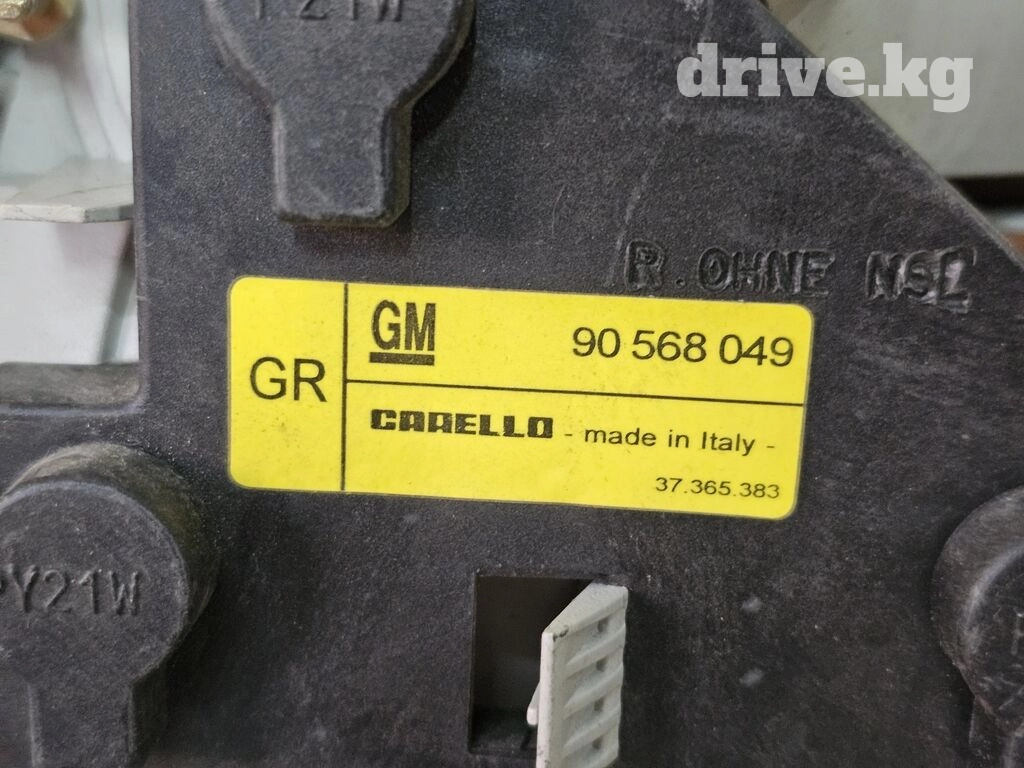 P21W
drive.kg
R. OHNE NSL
GR
GM
90 568 049
CARELLO - made in Italy -
37.365.383
PY21W